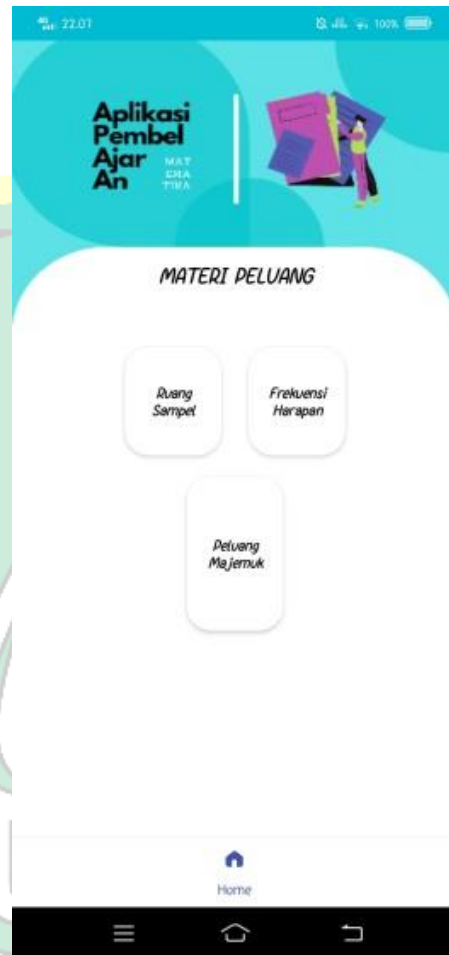 4G 22.07 100%
Aplikasi
Pembel
Ajar
An
MAT
EMA
TIKA
MATERI PELUANG
Ruang
Sampel
Frekuensi
Harapan
Peluang
Majemuk
Home